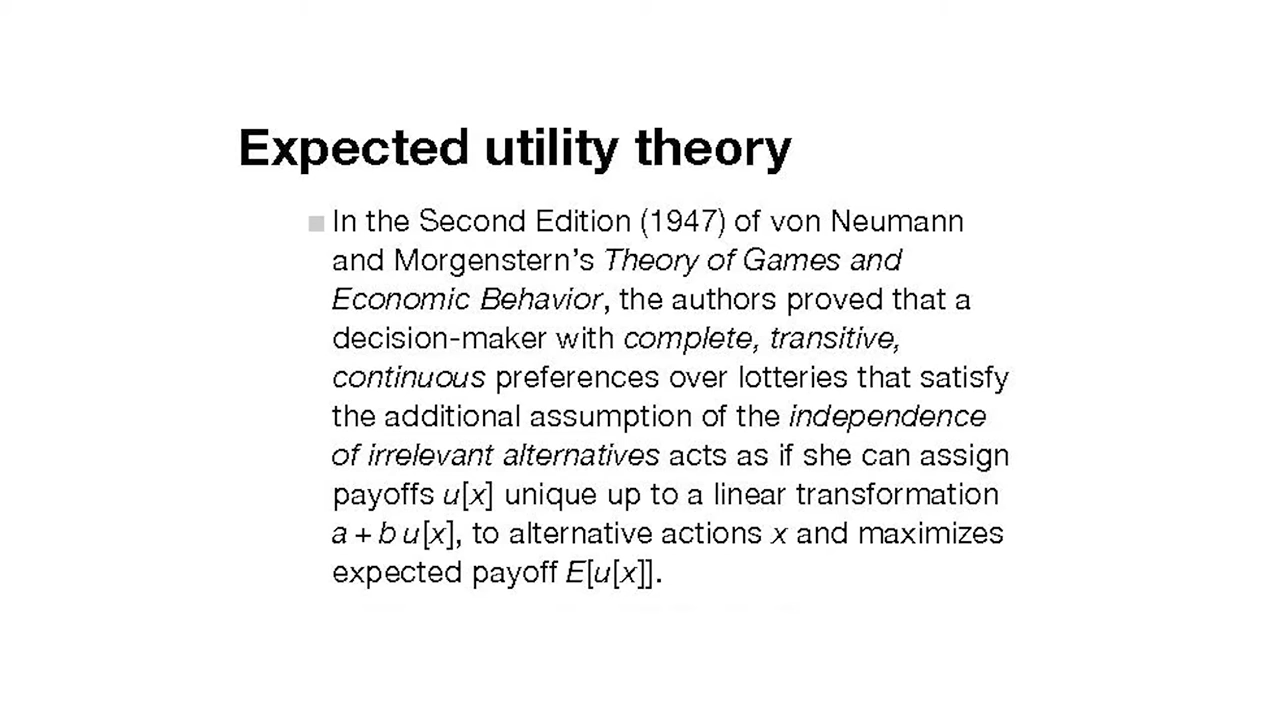 Expected utility theory
In the Second Edition (1947) of von Neumann
and Morgenstern's Theory of Games and
Economic Behavior, the authors proved that a
decision-maker with complete, transitive,
continuous preferences over lotteries that satisfy
the additional assumption of the independence
of irrelevant alternatives acts as if she can assign
payoffs u[x] unique up to a linear transformation
a + b u[x], to alternative actions x and maximizes
expected payoff E[u[x]].